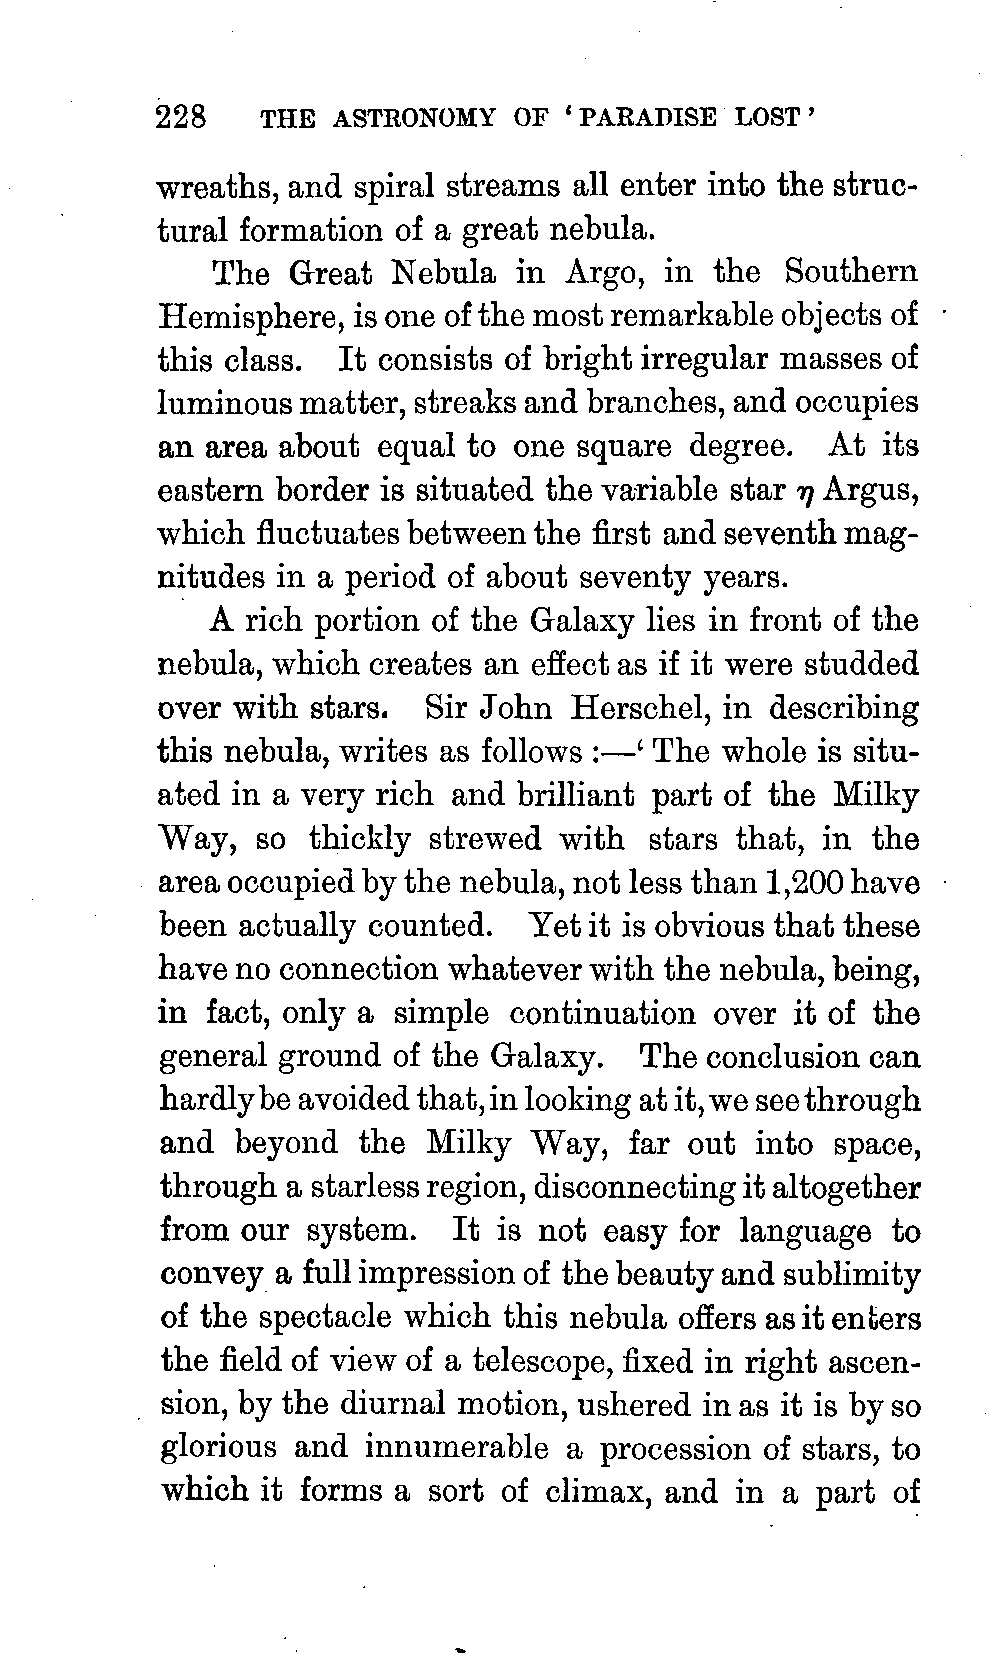 228 THE ASTRONOMY OF ‘PARADISE LOST’
wreaths, and spiral streams all enter into the struc-
tural formation of a great nebula.
The Great Nebula in Argo, in the Southern
Hemisphere, is one of the most remarkable objects of
this class. It consists of bright irregular masses of
luminous matter, streaks and branches, and occupies
an area about equal to one square degree. At its
eastern border is situated the variable star η Argus,
which fluctuates between the first and seventh mag-
nitudes in a period of about seventy years.
A rich portion of the Galaxy lies in front of the
nebula, which creates an effect as if it were studded
over with stars. Sir John Herschel, in describing
this nebula, writes as follows :—‘ The whole is situ-
ated in a very rich and brilliant part of the Milky
Way, so thickly strewed with stars that, in the
area occupied by the nebula, not less than 1,200 have
been actually counted. Yet it is obvious that these
have no connection whatever with the nebula, being,
in fact, only a simple continuation over it of the
general ground of the Galaxy. The conclusion can
hardly be avoided that, in looking at it, we see through
and beyond the Milky Way, far out into space,
through a starless region, disconnecting it altogether
from our system. It is not easy for language to
convey a full impression of the beauty and sublimity
of the spectacle which this nebula offers as it enters
the field of view of a telescope, fixed in right ascen-
sion, by the diurnal motion, ushered in as it is by so
glorious and innumerable a procession of stars, to
which it forms a sort of climax, and in a part of